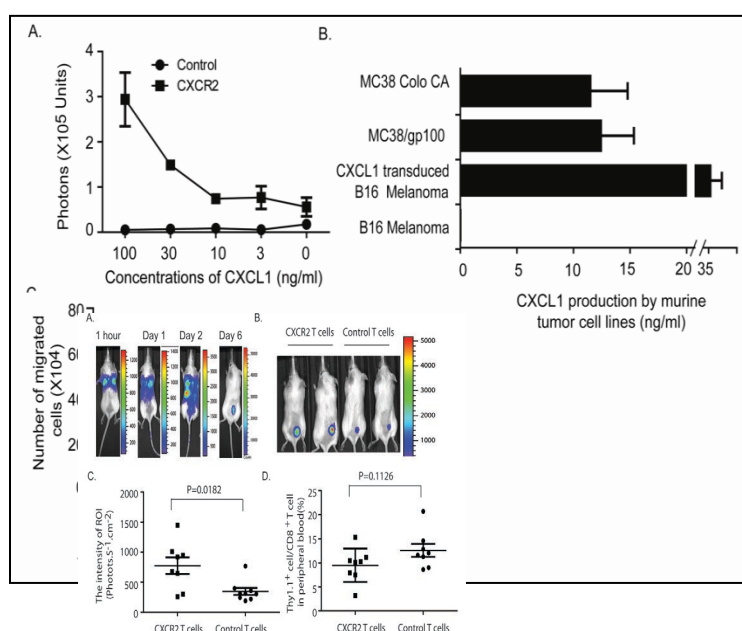 A.
4
3
2
1
0
Photons (X10⁵ Units)
Control
CXCR2
100 30 10 3 0
Concentrations of CXCL1 (ng/ml)
B.
MC38 Colo CA
MC38/gp100
CXCL1 transduced
B16 Melanoma
B16 Melanoma
0 5 10 15 20 35
CXCL1 production by murine
tumor cell lines (ng/ml)
Number of migrated
cells (X104)
A.
1 hour Day 1 Day 2 Day 6
B.
CXCR2 T cells Control T cells
5000
4000
3000
2000
1000
C.
P=0.0182
2000
1500
1000
500
0
The intensity of ROI
(Photots.S⁻¹.cm⁻²)
CXCR2 T cells Control T cells
D.
P=0.1126
25
20
15
10
5
0
Thy1.1⁺ cell/CD8⁺ T cell
in peripheral blood(%)
CXCR2 T cells Control T cells